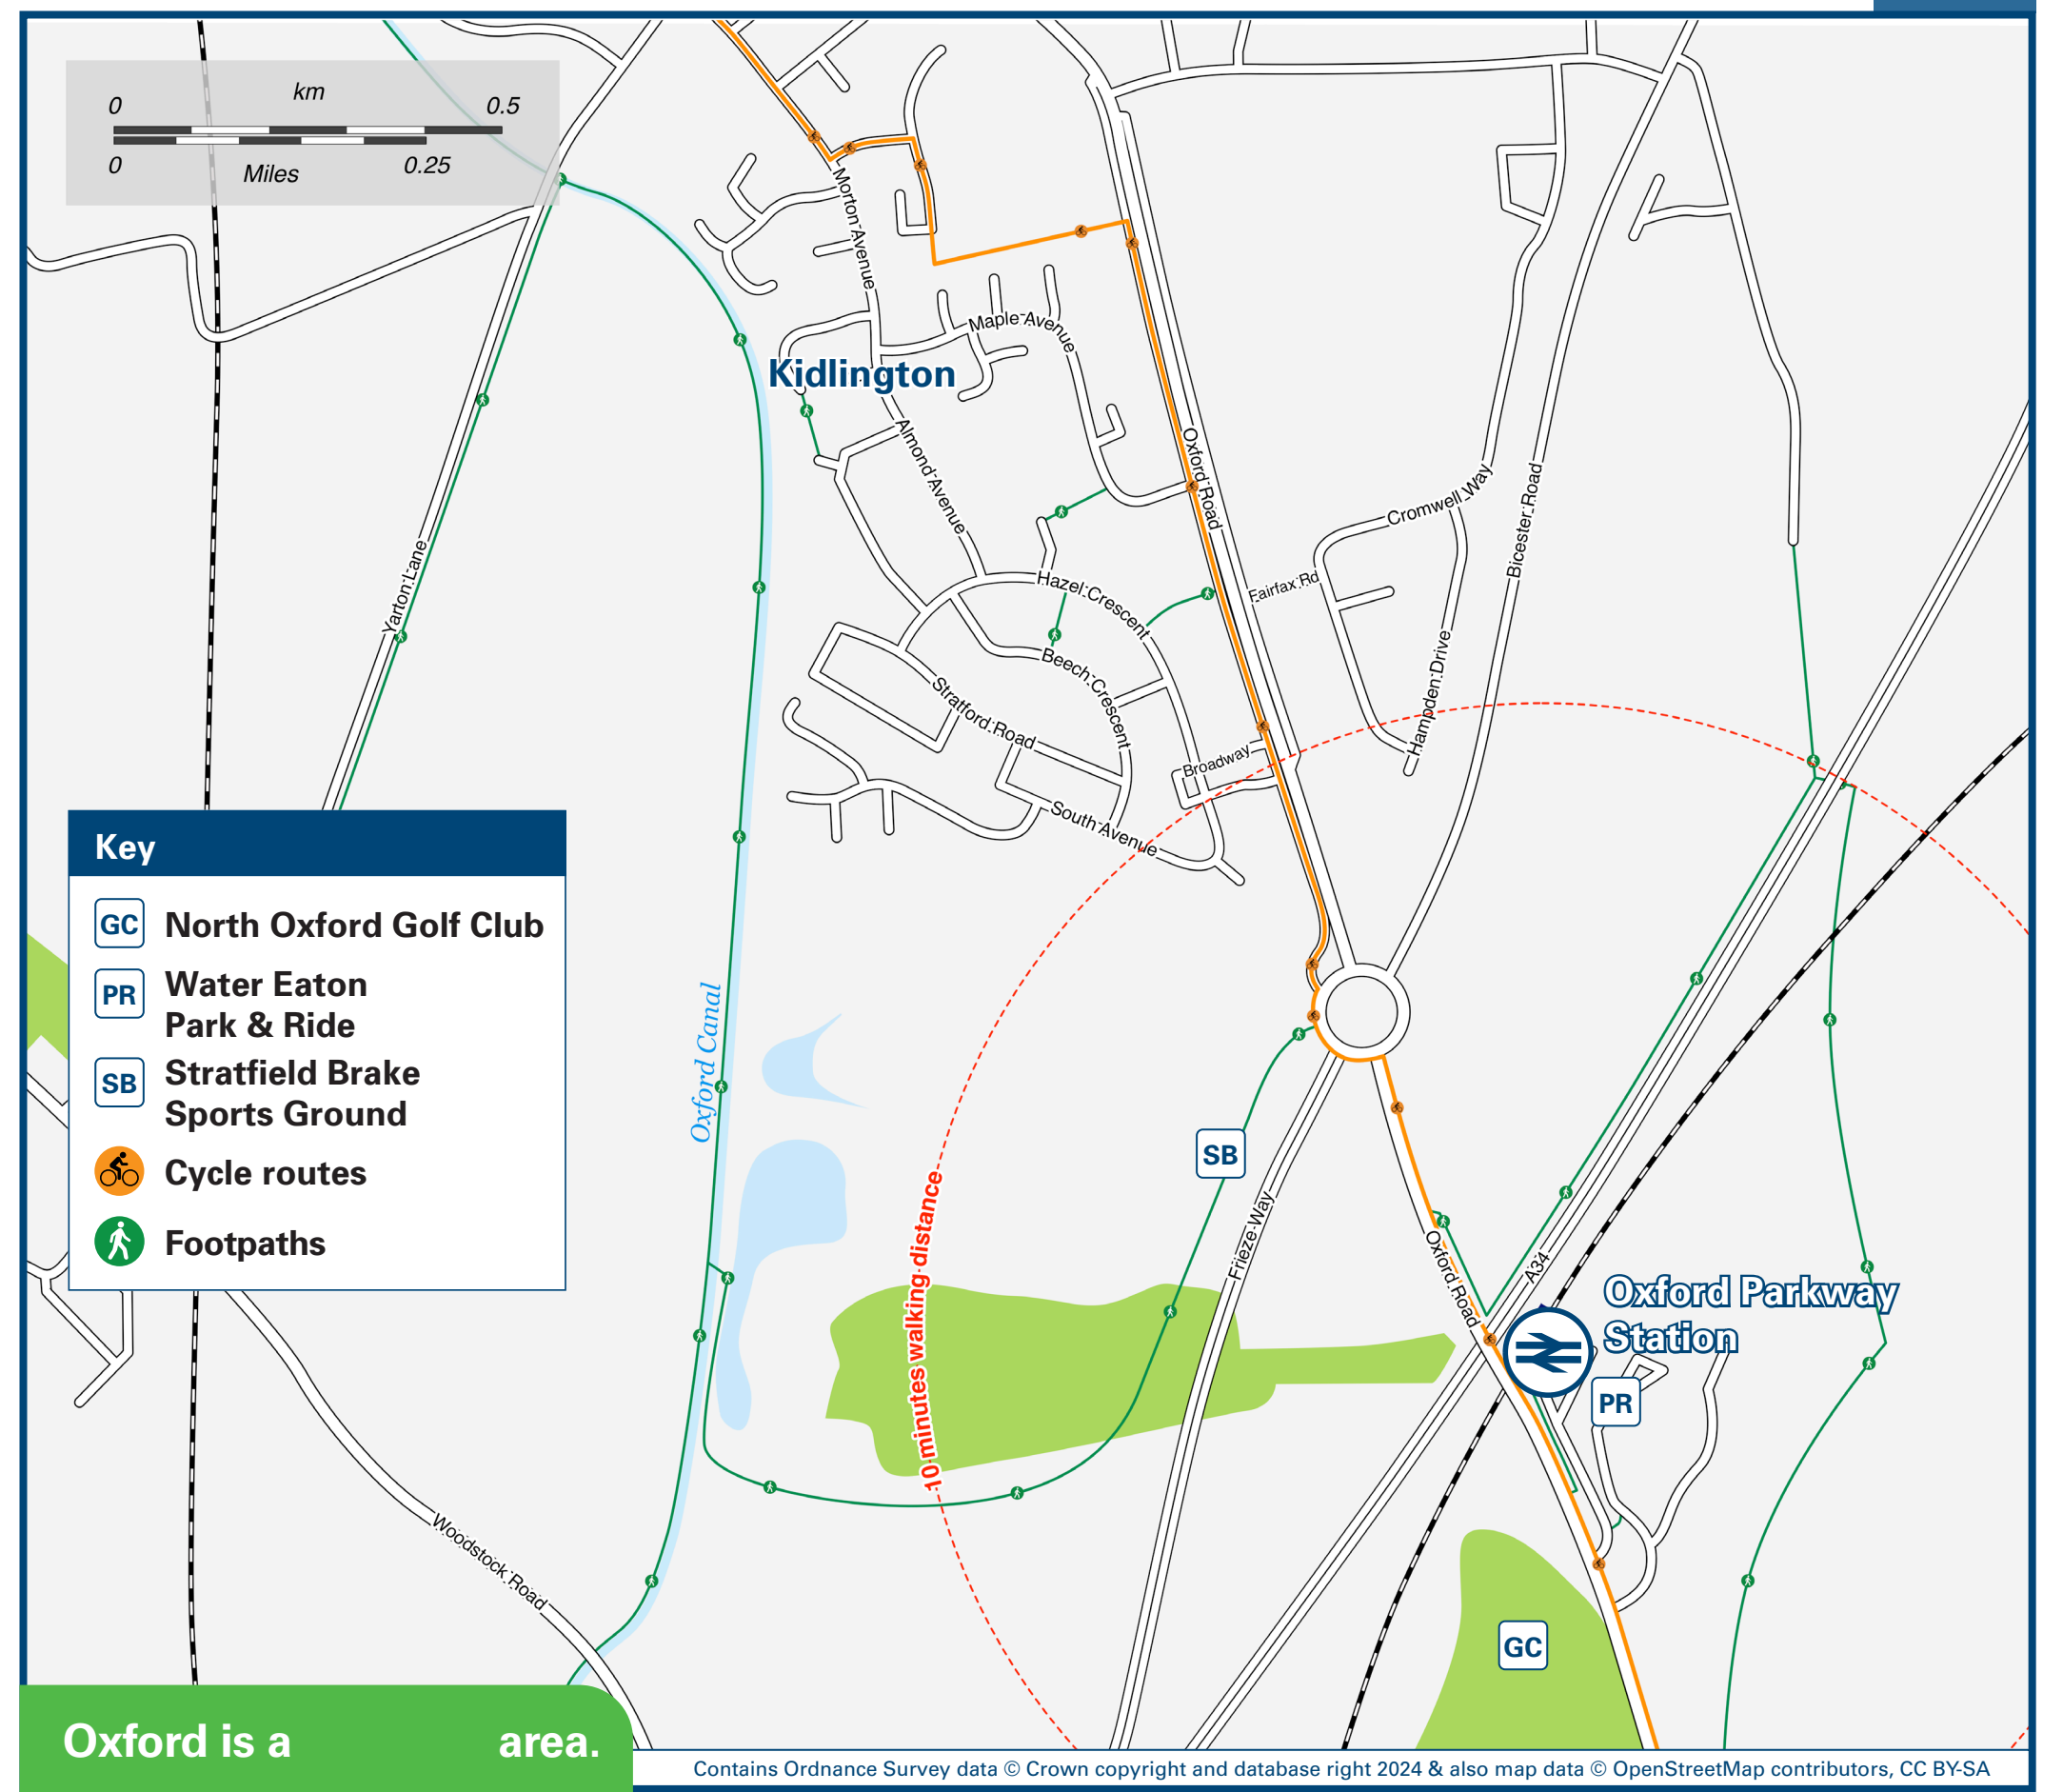 km
0 0.5
0 0.25
Miles
Morton Avenue
Maple Avenue
Kidlington
Almond Avenue
Oxford Road
Cromwell Way
Bicester Road
Yarton Lane
Hazel Crescent
Fairfax Rd
Beech Crescent
Hampden Drive
Stratford Road
Broadway
South Avenue
Key
GC North Oxford Golf Club
PR Water Eaton
Park & Ride
SB Stratfield Brake
Sports Ground
Cycle routes
Footpaths
Oxford Canal
SB
10 minutes walking distance
Frieze Way
Oxford Road
A34
Oxford Parkway
Station
PR
Woodstock Road
GC
Oxford is a area.
Contains Ordnance Survey data © Crown copyright and database right 2024 & also map data © OpenStreetMap contributors, CC BY-SA